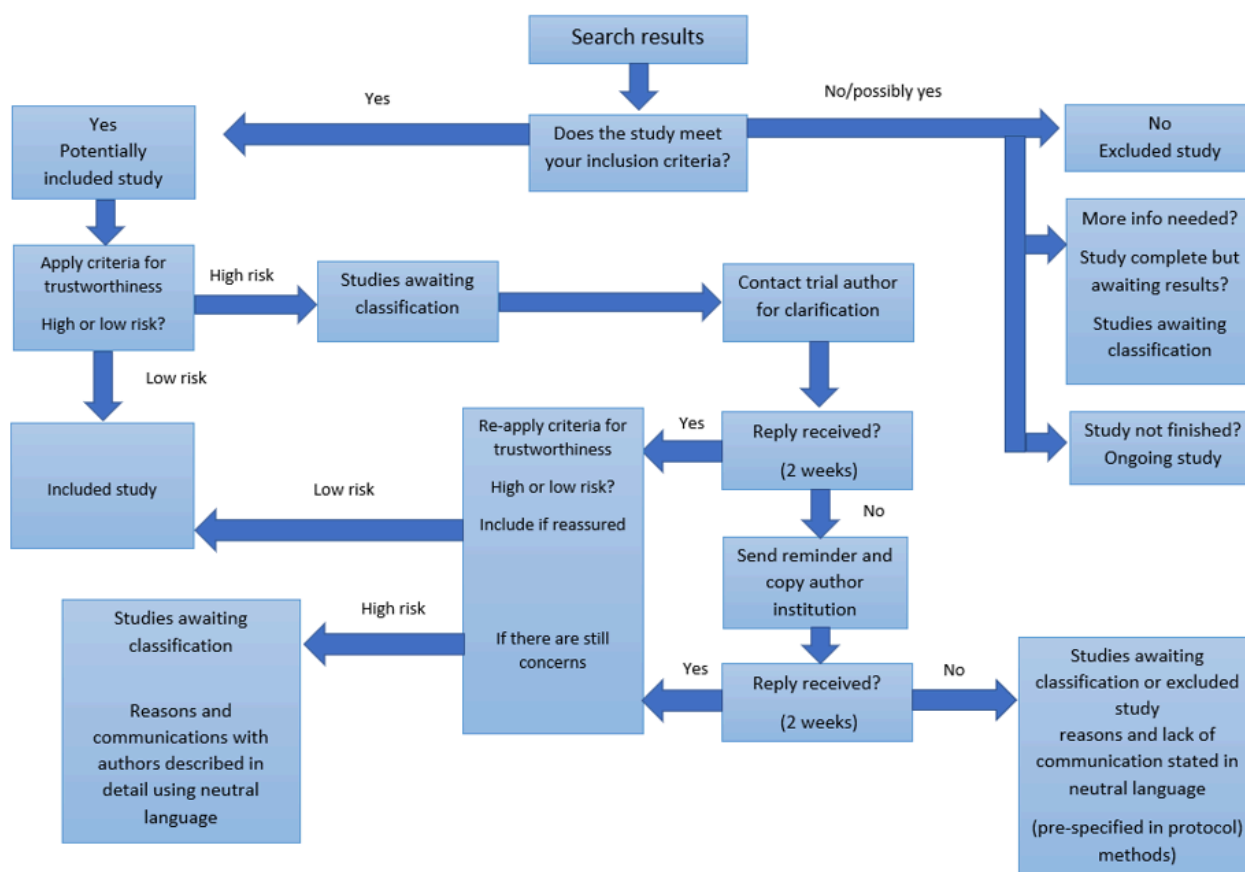 Search results
Yes
No/possibly yes
Does the study meet
your inclusion criteria?
Yes
Potentially
included study
No
Excluded study
More info needed?
Study complete but
awaiting results?
Studies awaiting
classification
Study not finished?
Ongoing study
Apply criteria for
trustworthiness
High or low risk?
High risk
Studies awaiting
classification
Contact trial author
for clarification
Low risk
Included study
Reply received?
(2 weeks)
Yes
Re-apply criteria for
trustworthiness
High or low risk?
Include if reassured
If there are still
concerns
Low risk
No
Send reminder and
copy author
institution
High risk
Studies awaiting
classification
Reasons and
communications with
authors described in
detail using neutral
language
Yes
Reply received?
(2 weeks)
No
Studies awaiting
classification or excluded
study
reasons and lack of
communication stated in
neutral language
(pre-specified in protocol)
methods)